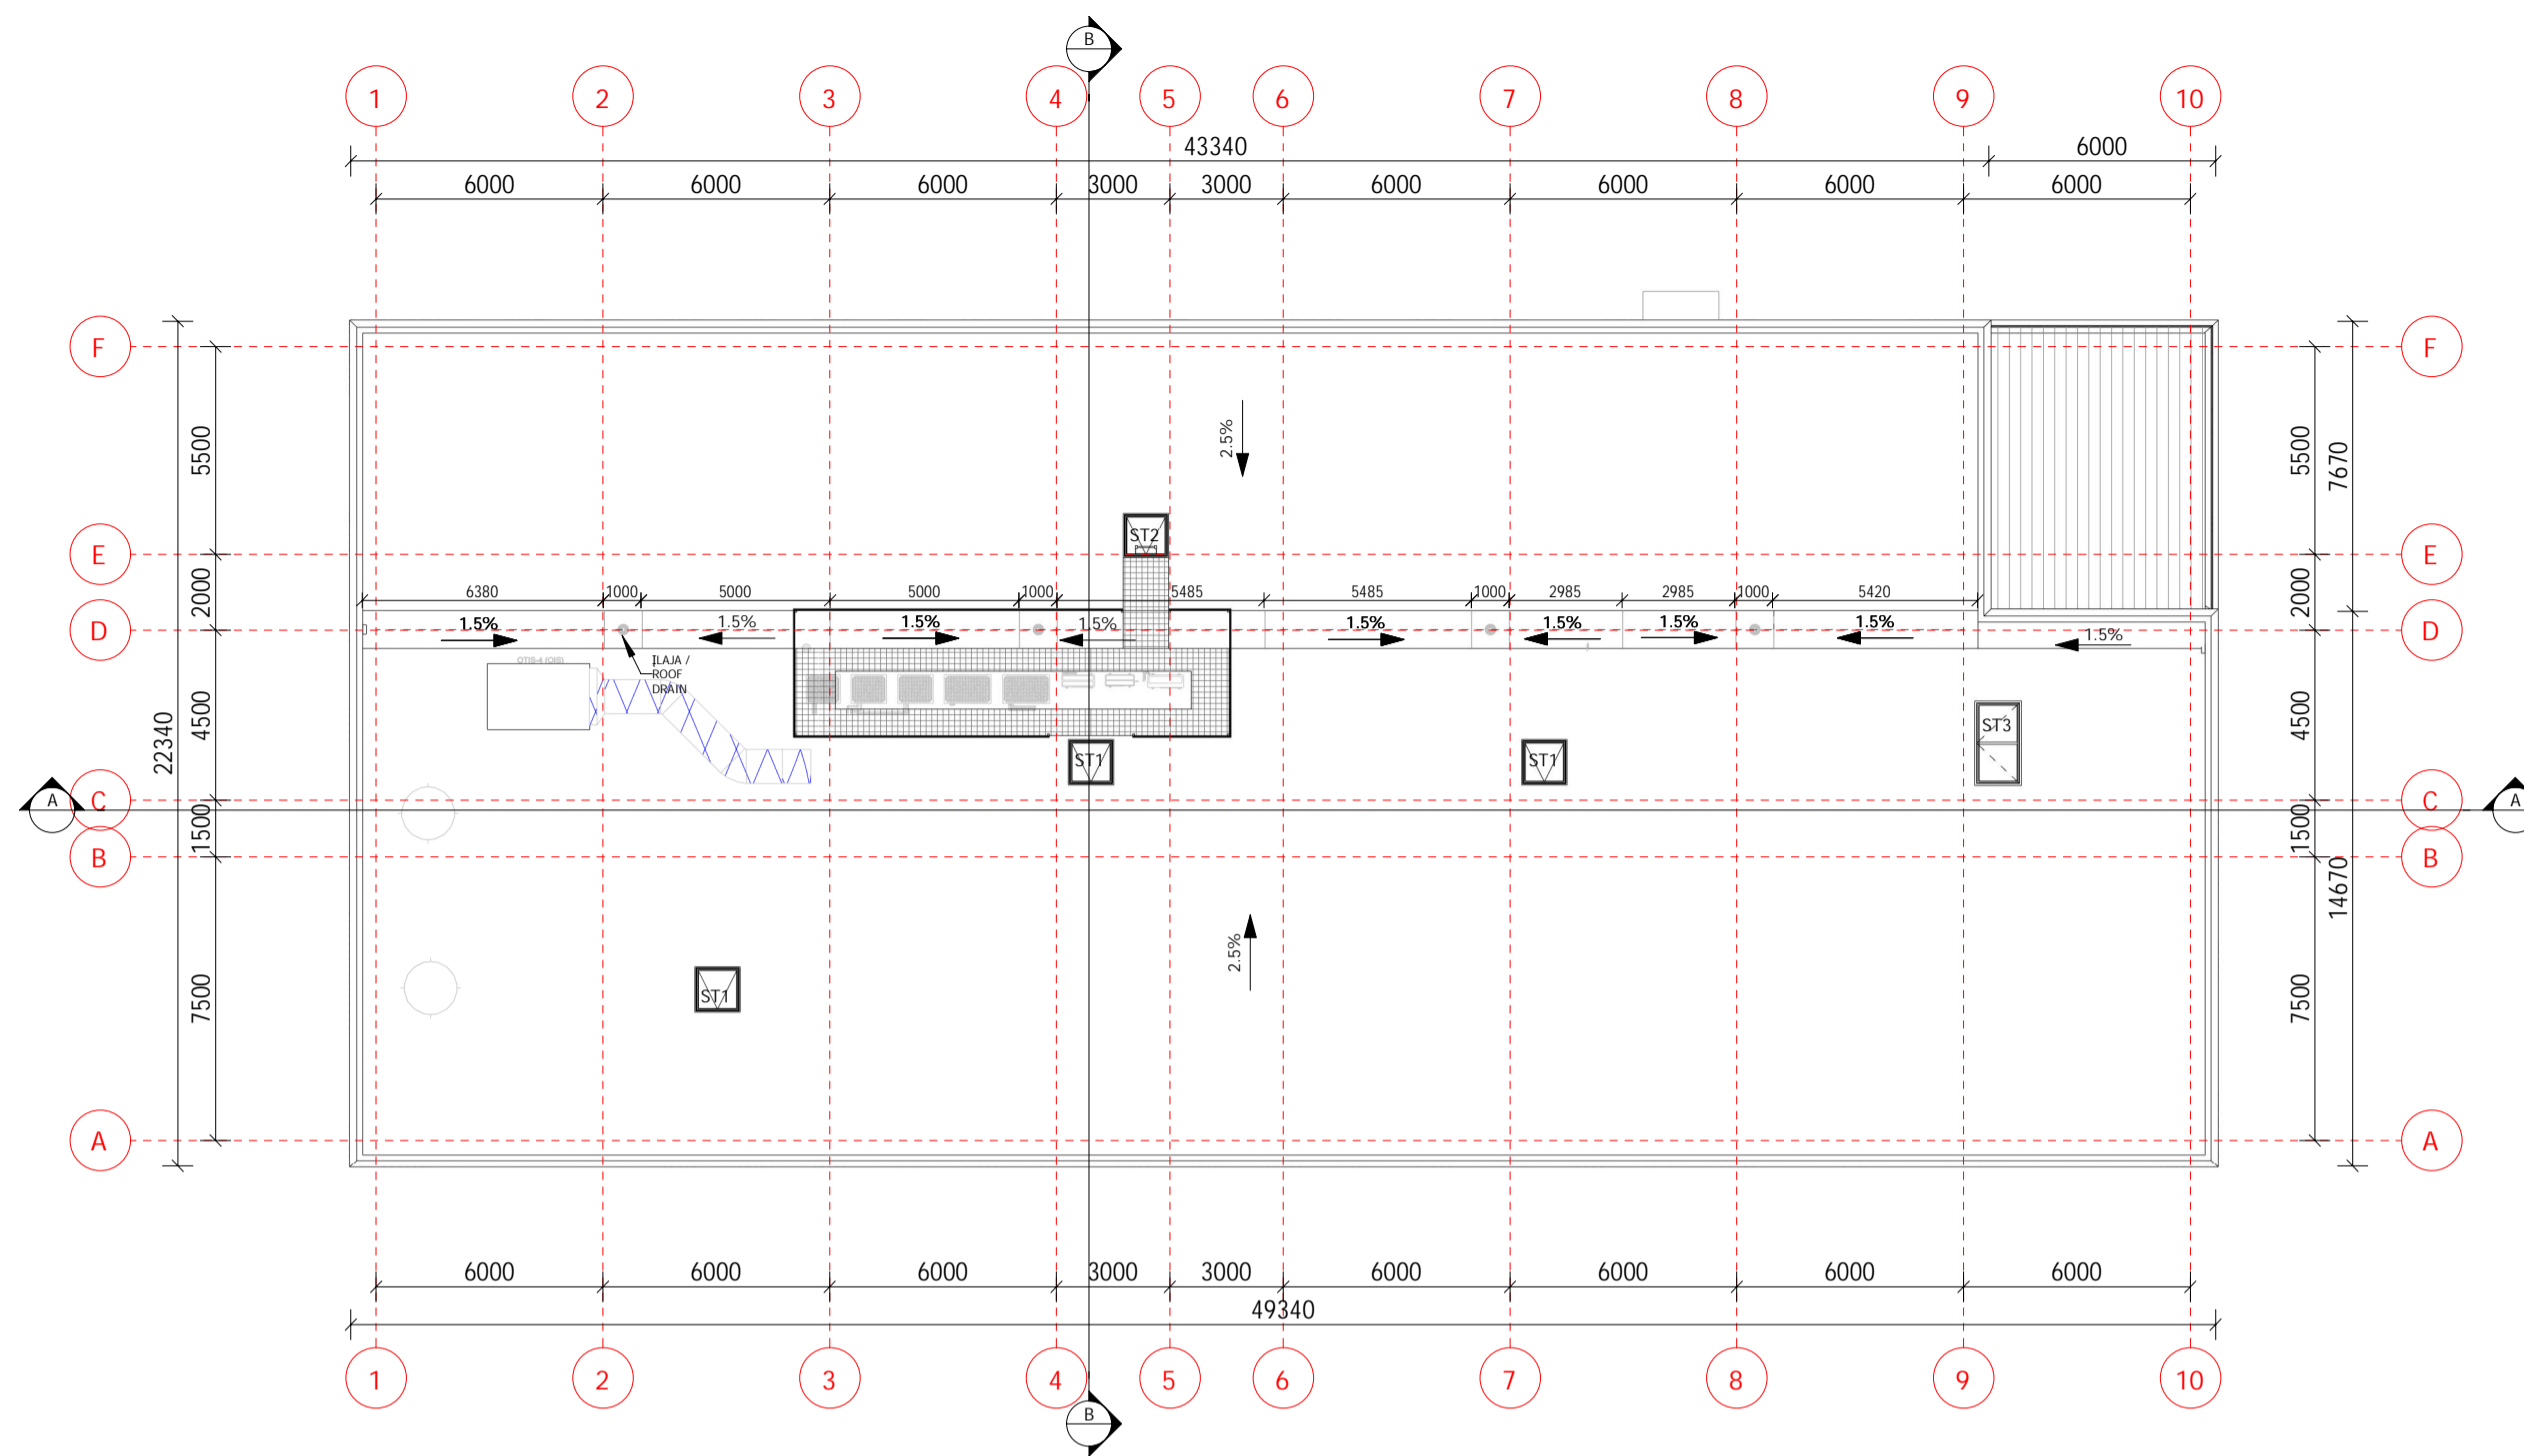 B
1 2 3 4 5 6 7 8 9 10
43340 6000
6000 6000 6000 3000 3000 6000 6000 6000 6000
F F
5500 2.5% 5500 7670
ST2
E E
2000 2000
6380 1000 5000 5000 1000 5485 5485 1000 2985 2985 1000 5420
D D
1.5% 1.5% 1.5% 1.5% 1.5% 1.5% 1.5% 1.5% 1.5%
OTIS-4 (OIS)
ĮLAJA /
ROOF
DRAIN
22340 4500 4500
ST3
ST1 ST1
A C C A
1500 1500
B B
14670
2.5%
7500 7500
ST1
A A
6000 6000 6000 3000 3000 6000 6000 6000 6000
49340
1 2 3 4 5 6 7 8 9 10
B